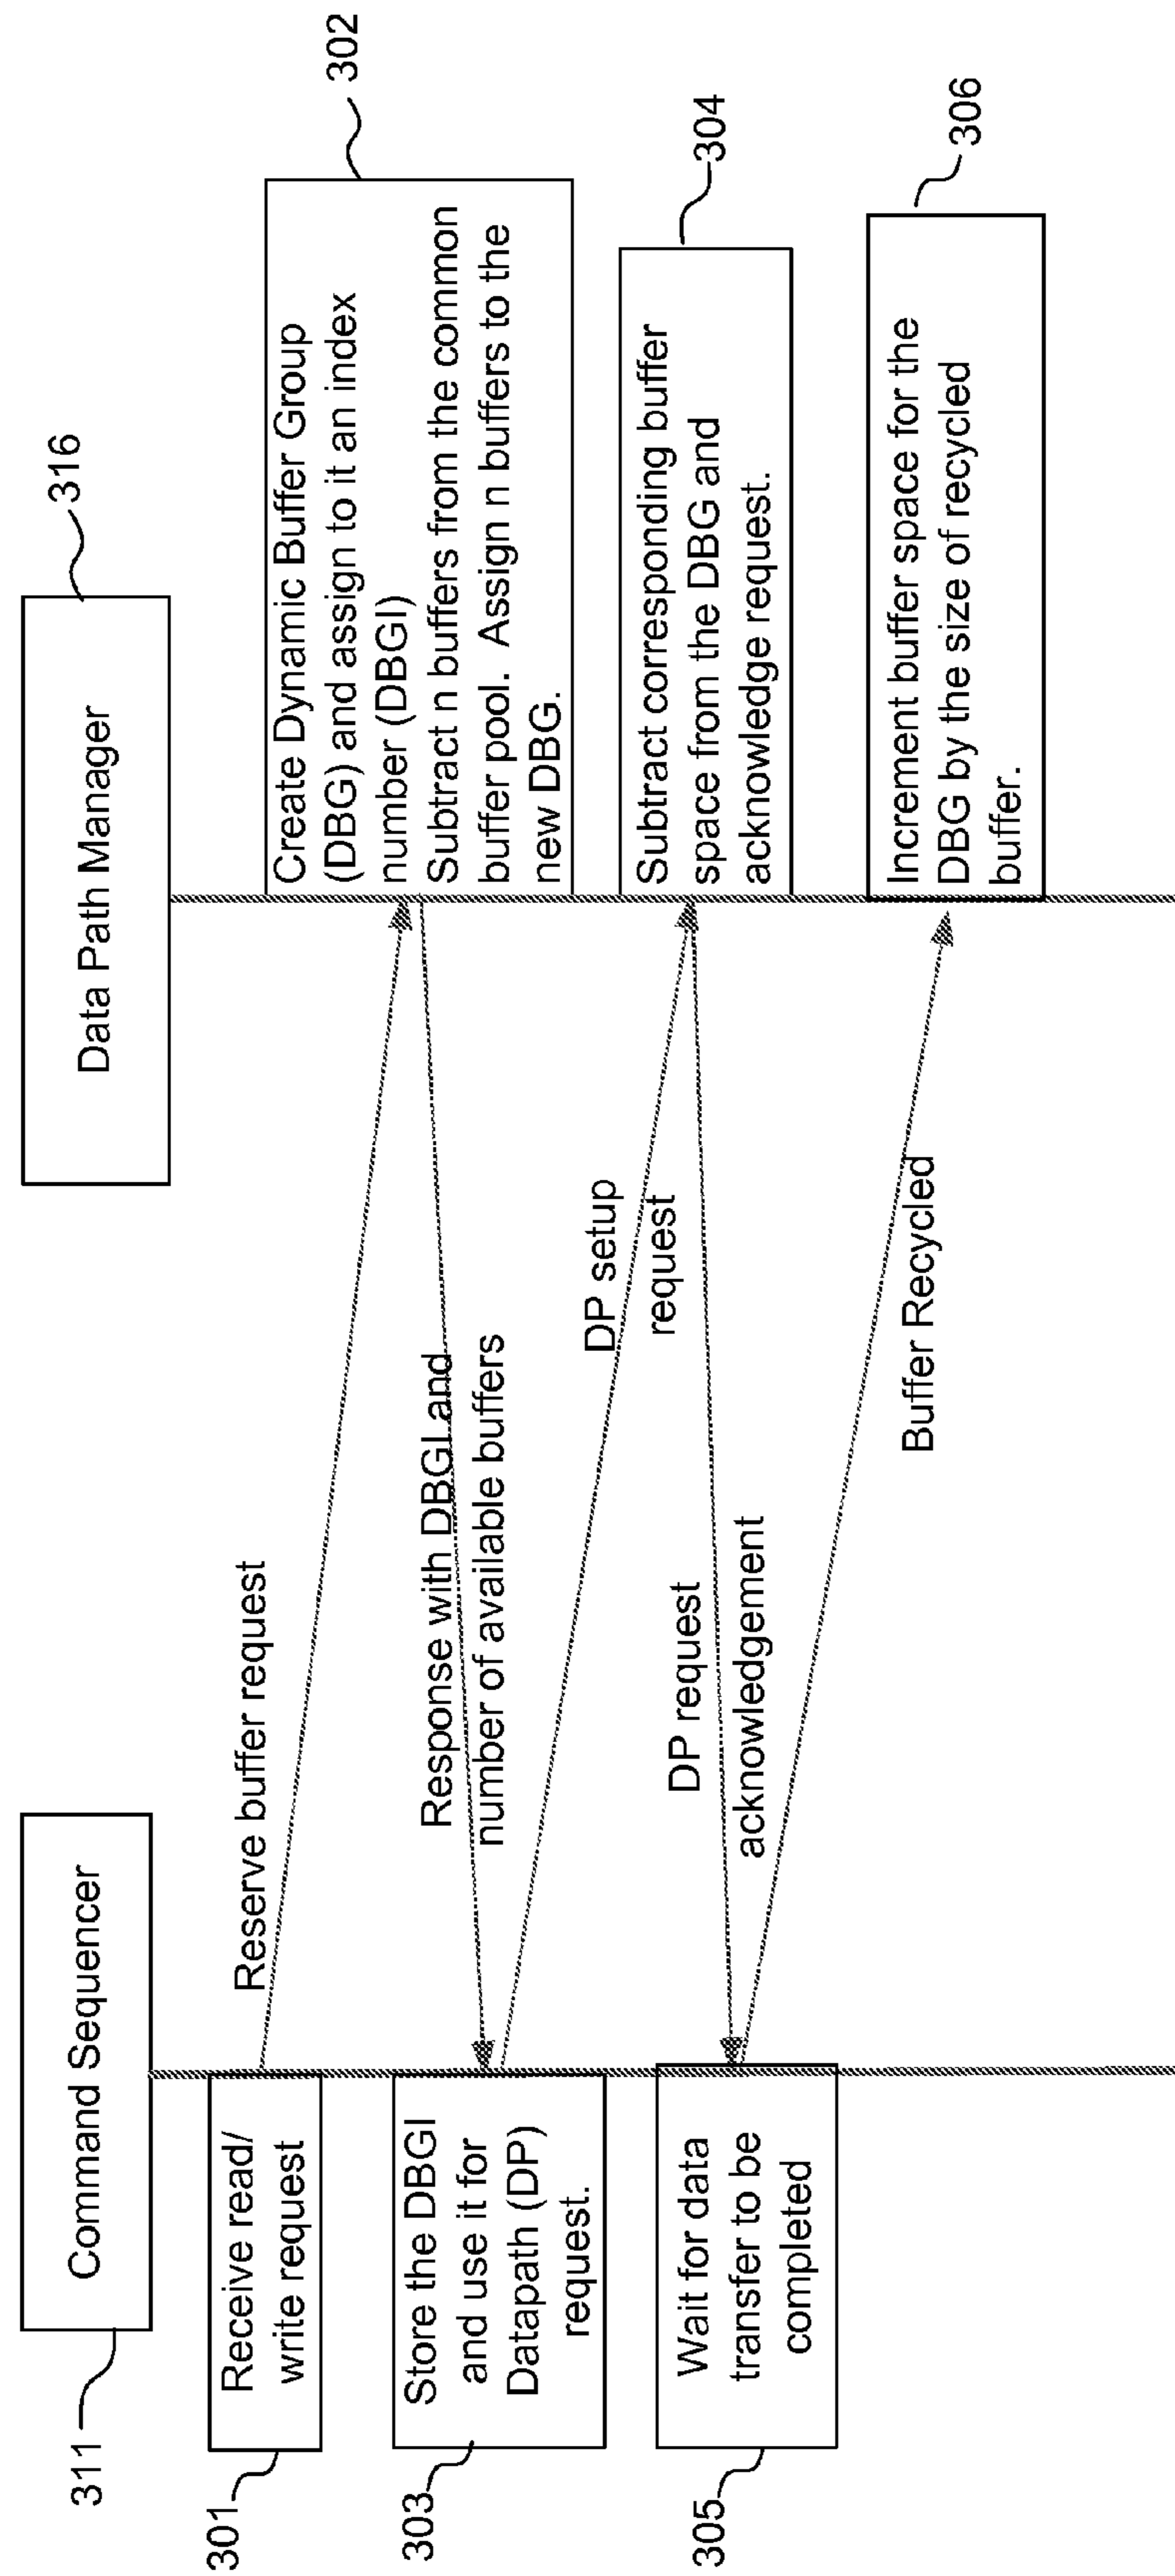 311
Command Sequencer
Data Path Manager
316
301
Receive read/
write request
Reserve buffer request
302
Create Dynamic Buffer Group
(DBG) and assign to it an index
number (DBGI)
Subtract n buffers from the common
buffer pool. Assign n buffers to the
new DBG.
Response with DBGI and
number of available buffers
303
Store the DBGI
and use it for
Datapath (DP)
request.
DP setup
request
304
Subtract corresponding buffer
space from the DBG and
acknowledge request.
DP request
acknowledgement
305
Wait for data
transfer to be
completed
Buffer Recycled
306
Increment buffer space for the
DBG by the size of recycled
buffer.